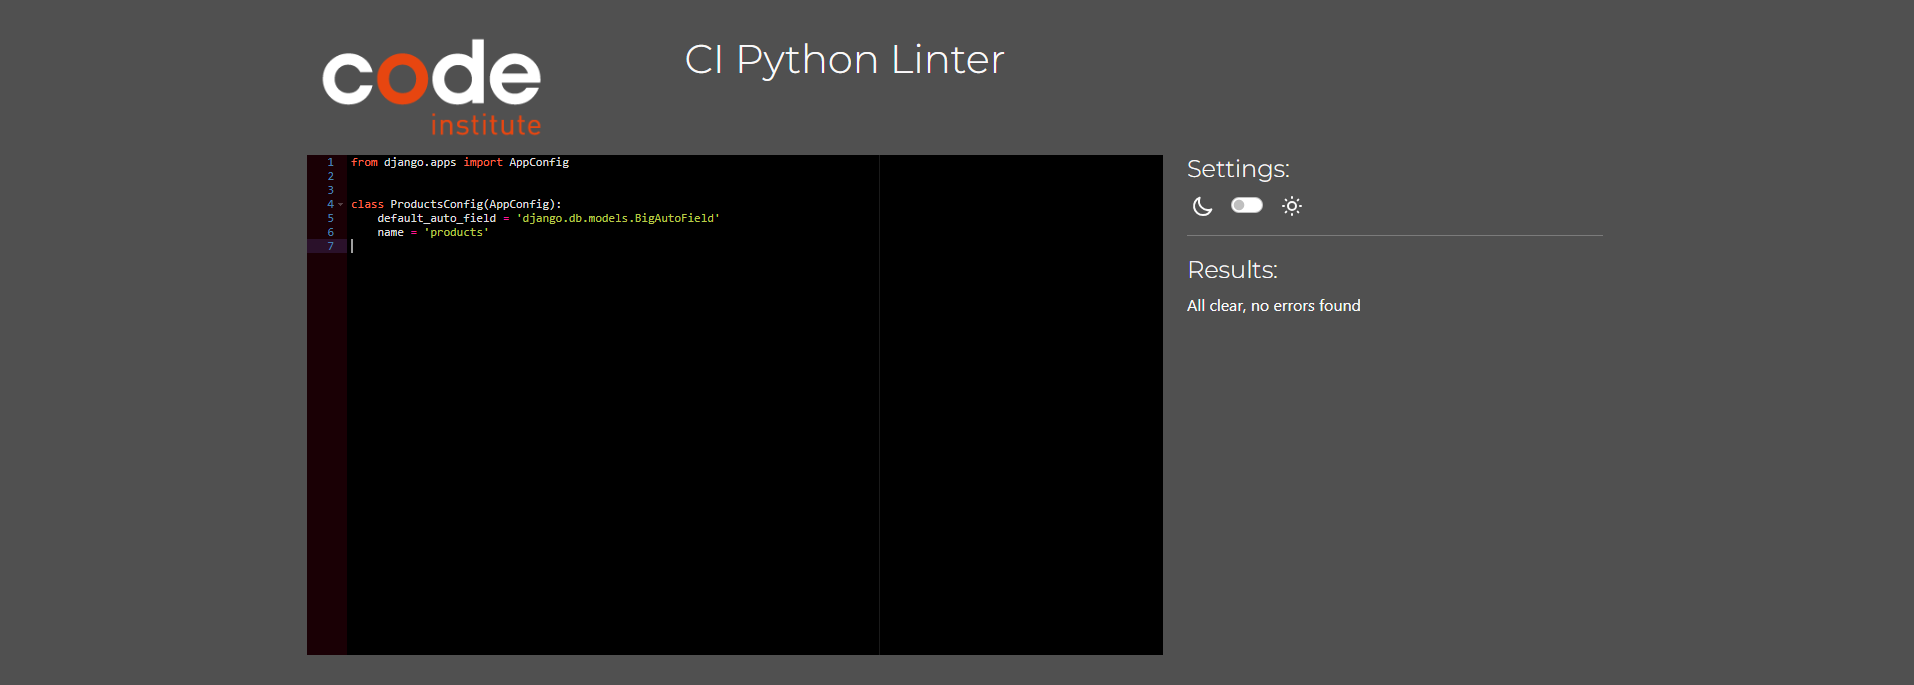 code
institute
CI Python Linter
1 from django.apps import AppConfig
2
3
4 class ProductsConfig(AppConfig):
5     default_auto_field = 'django.db.models.BigAutoField'
6     name = 'products'
7
Settings:
Results:
All clear, no errors found